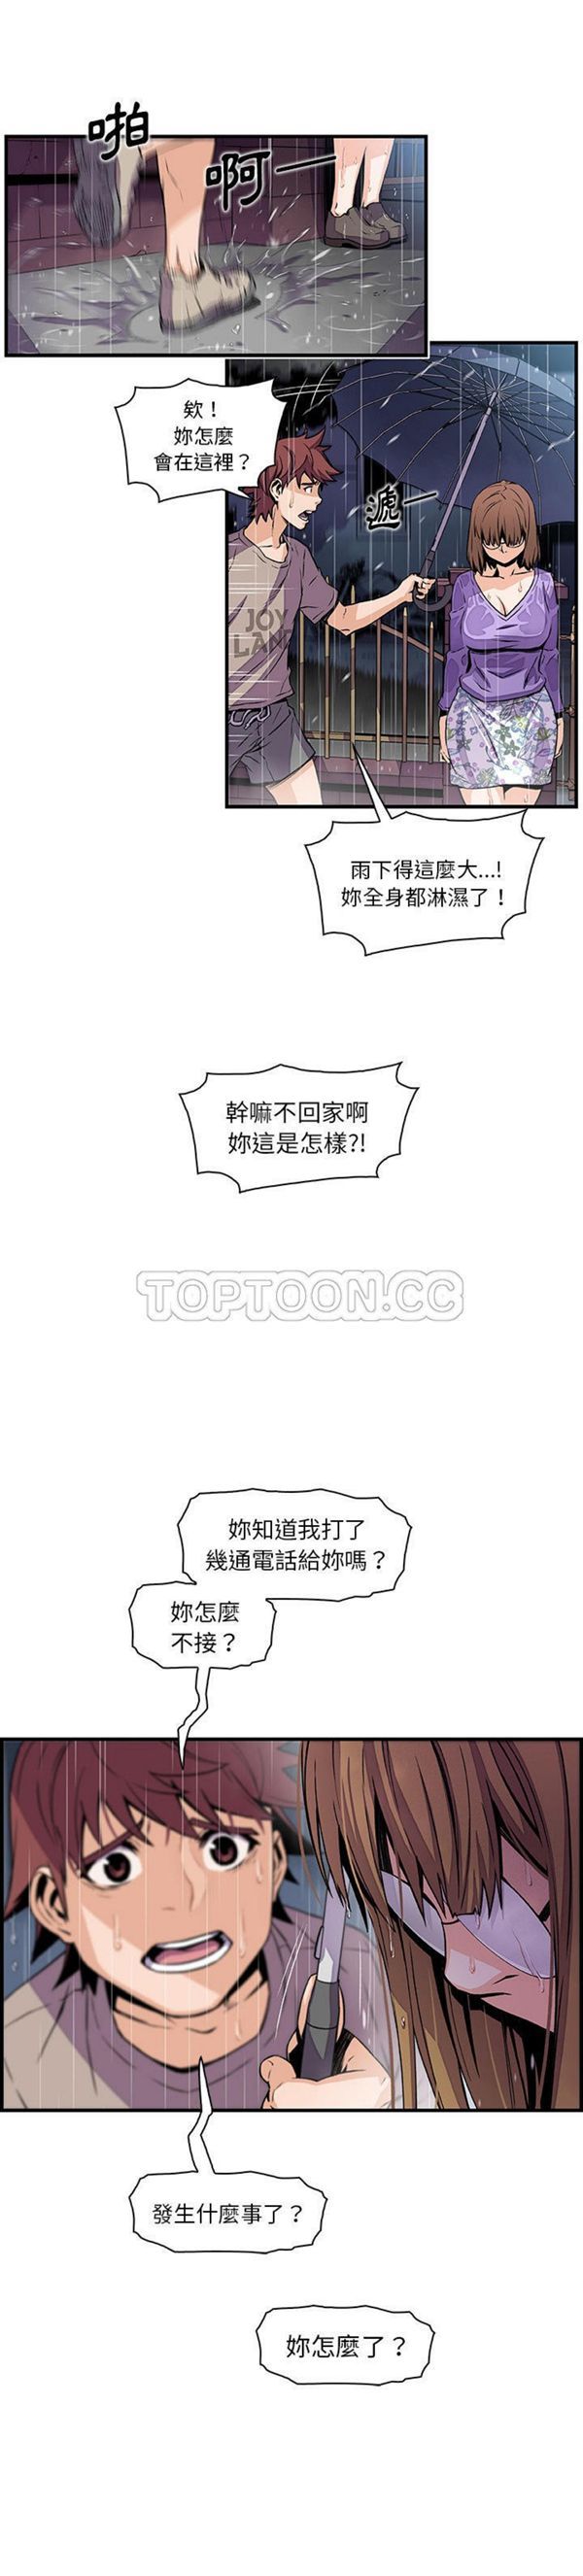 啪
啊—
欸！
妳怎麼
會在這裡？
遞—
JOY
LAND
雨下得這麼大...!
妳全身都淋濕了！
幹嘛不回家啊
妳這是怎樣?!
TOPTOON.CC
妳知道我打了
幾通電話給妳嗎？
妳怎麼
不接？
發生什麼事了？
妳怎麼了？